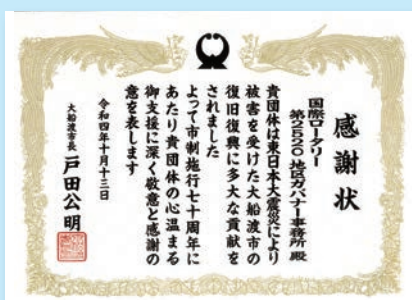 感謝状
国際ロータリー
第2520地区ガバナー事務所 殿
貴団体は東日本大震災により
被害を受けた大船渡市の
復旧復興に多大な貢献を
されました
よって市制施行七十周年に
あたり貴団体の心温まる
御支援に深く敬意と感謝の
意を表します
令和四年十月十三日
大船渡市長 戸田公明